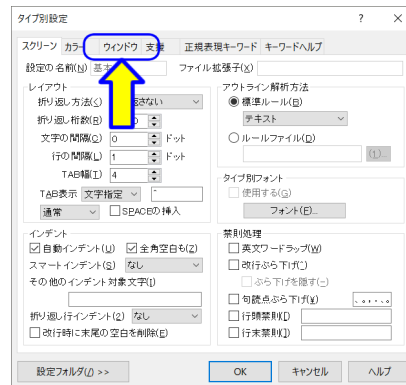 タイプ別設定 ? ×
スクリーン カラー ウィンドウ 支援 正規表現キーワード キーワードヘルプ
設定の名前(N) 基本 ファイル拡張子(X)
レイアウト
折り返し方法(C) さない
折り返し桁数(R)
文字の間隔(C) 0 ドット
行の間隔(L) 1 ドット
TAB幅(T) 4
TAB表示 文字指定 ^
通常 SPACEの挿入
アウトライン解析方法
標準ルール(B)
テキスト
ルールファイル(D)
(1)...
タイプ別フォント
使用する(G)
フォント(F)...
インデント
自動インデント(U) 全角空白も(Z)
スマートインデント(S) なし
その他のインデント対象文字(I)
折り返し行インデント(2) なし
改行時に末尾の空白を削除(E)
禁則処理
英文ワードラップ(W)
改行ぶら下げ(:)
ぶら下げを隠す(-)
句読点ぶら下げ(¥)
行頭禁則([)
行末禁則(])
設定フォルダ(/) >> OK キャンセル ヘルプ